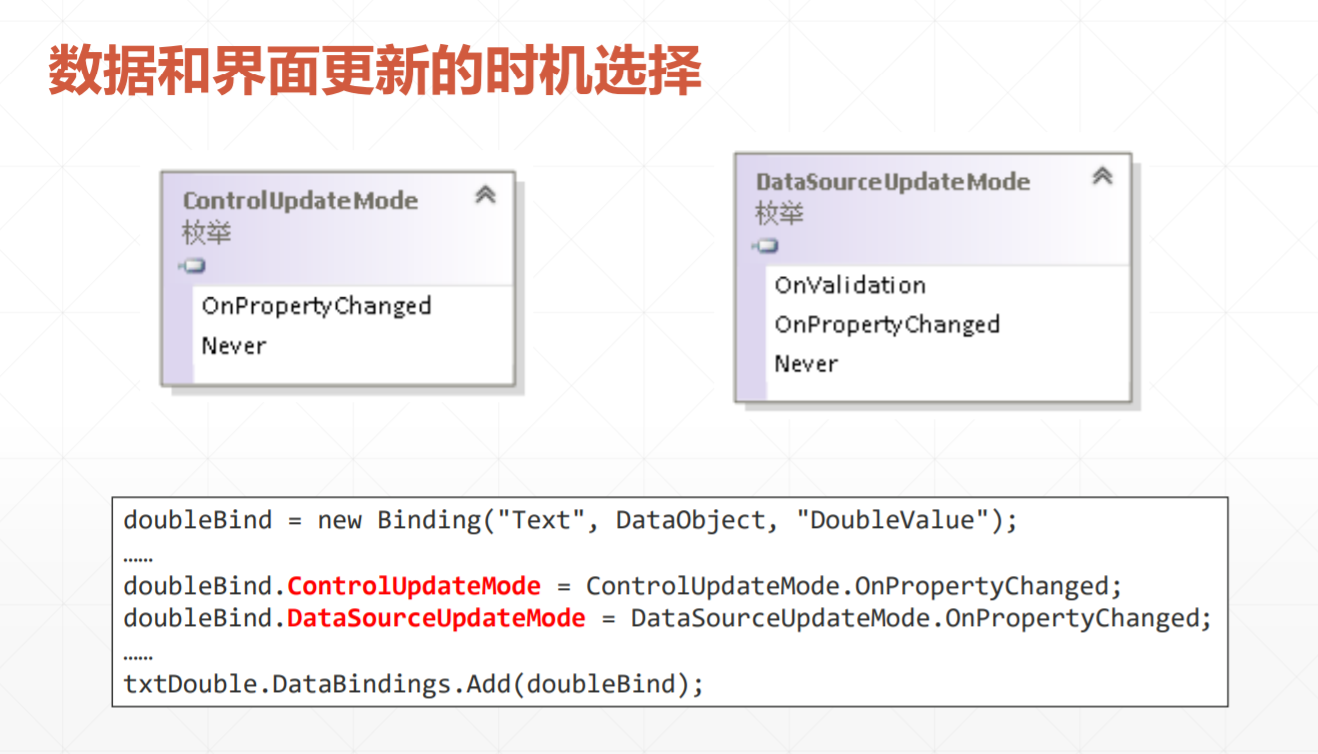 数据和界面更新的时机选择
ControlUpdateMode
枚举
OnPropertyChanged
Never
DataSourceUpdateMode
枚举
OnValidation
OnPropertyChanged
Never
doubleBind = new Binding("Text", DataObject, "DoubleValue");
……
doubleBind.ControlUpdateMode = ControlUpdateMode.OnPropertyChanged;
doubleBind.DataSourceUpdateMode = DataSourceUpdateMode.OnPropertyChanged;
……
txtDouble.DataBindings.Add(doubleBind);